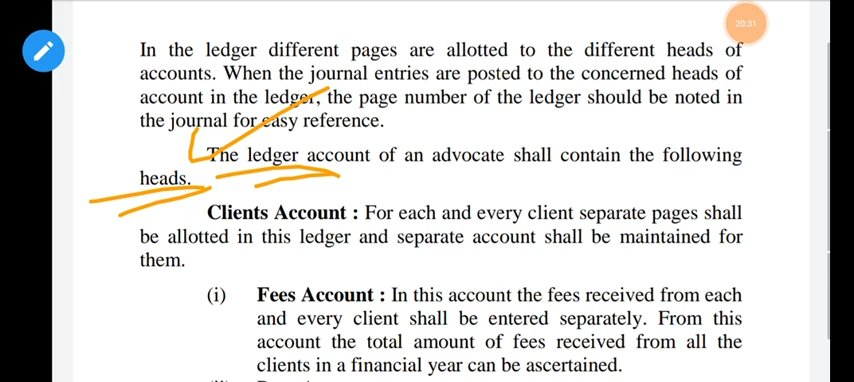 20:31
In the ledger different pages are allotted to the different heads of
accounts. When the journal entries are posted to the concerned heads of
account in the ledger, the page number of the ledger should be noted in
the journal for easy reference.
The ledger account of an advocate shall contain the following
heads.
Clients Account : For each and every client separate pages shall
be allotted in this ledger and separate account shall be maintained for
them.
(i) Fees Account : In this account the fees received from each
and every client shall be entered separately. From this
account the total amount of fees received from all the
clients in a financial year can be ascertained.